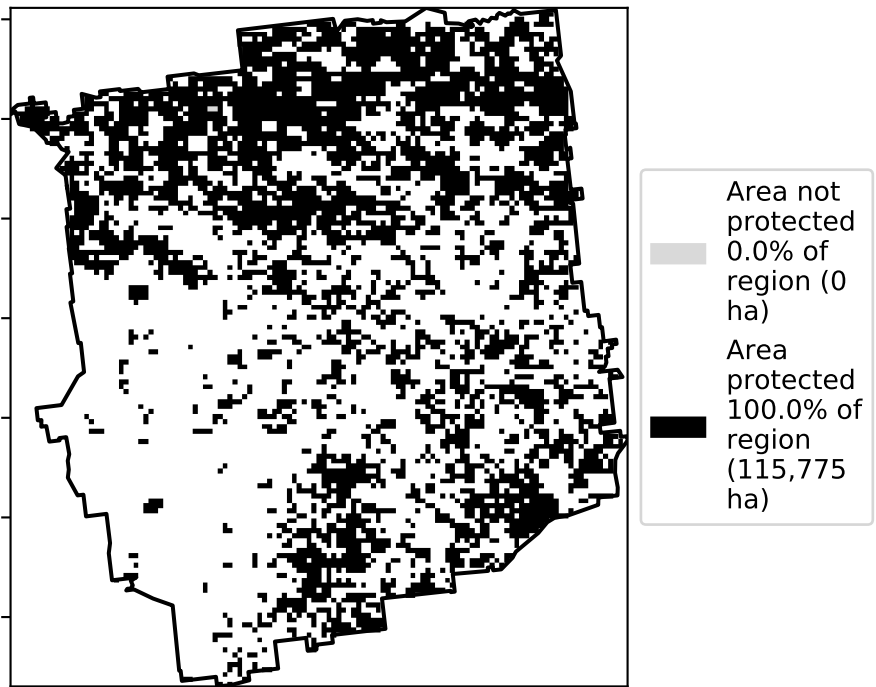 Area not
protected
0.0% of
region (0
ha)
Area
protected
100.0% of
region
(115,775
ha)